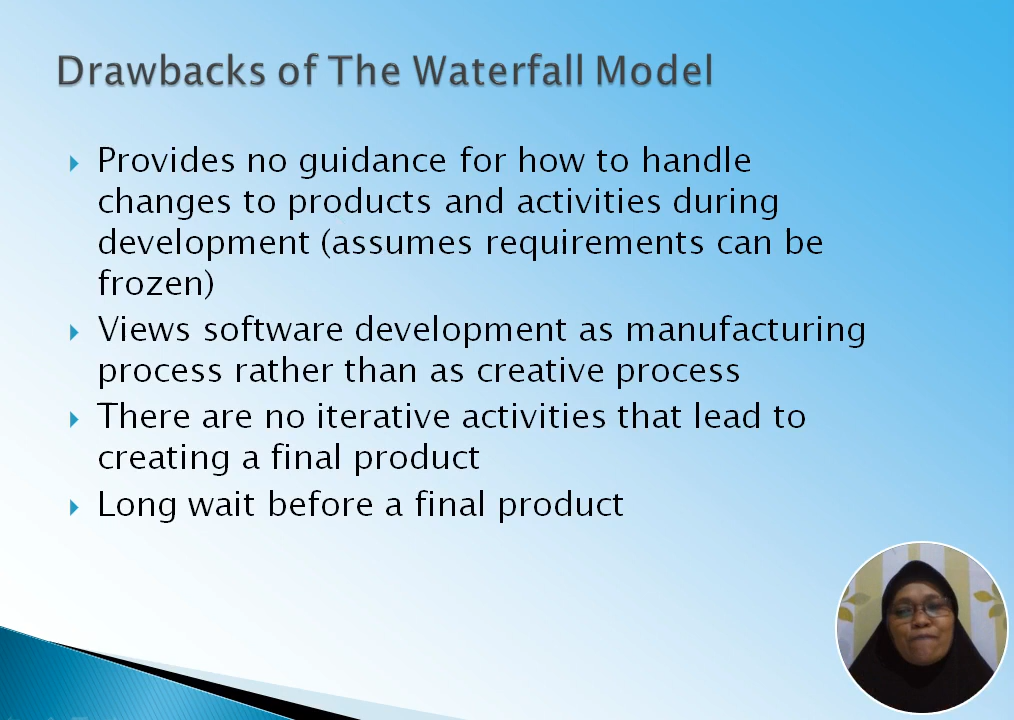 Drawbacks of The Waterfall Model
Provides no guidance for how to handle
changes to products and activities during
development (assumes requirements can be
frozen)
Views software development as manufacturing
process rather than as creative process
There are no iterative activities that lead to
creating a final product
Long wait before a final product